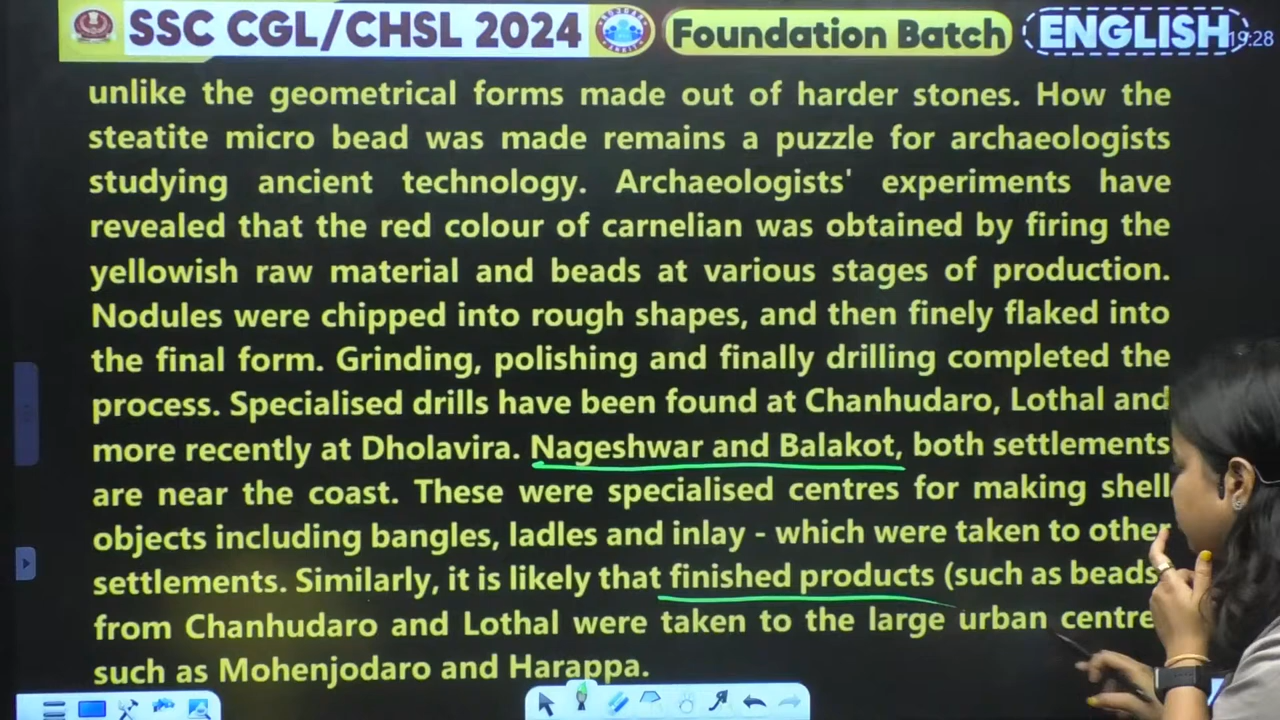 SSC CGL/CHSL 2024 Foundation Batch ENGLISH 19:28
unlike the geometrical forms made out of harder stones. How the
steatite micro bead was made remains a puzzle for archaeologists
studying ancient technology. Archaeologists' experiments have
revealed that the red colour of carnelian was obtained by firing the
yellowish raw material and beads at various stages of production.
Nodules were chipped into rough shapes, and then finely flaked into
the final form. Grinding, polishing and finally drilling completed the
process. Specialised drills have been found at Chanhudaro, Lothal and
more recently at Dholavira. Nageshwar and Balakot, both settlements
are near the coast. These were specialised centres for making shell
objects including bangles, ladles and inlay - which were taken to other
settlements. Similarly, it is likely that finished products (such as beads
from Chanhudaro and Lothal were taken to the large urban centre
such as Mohenjodaro and Harappa.